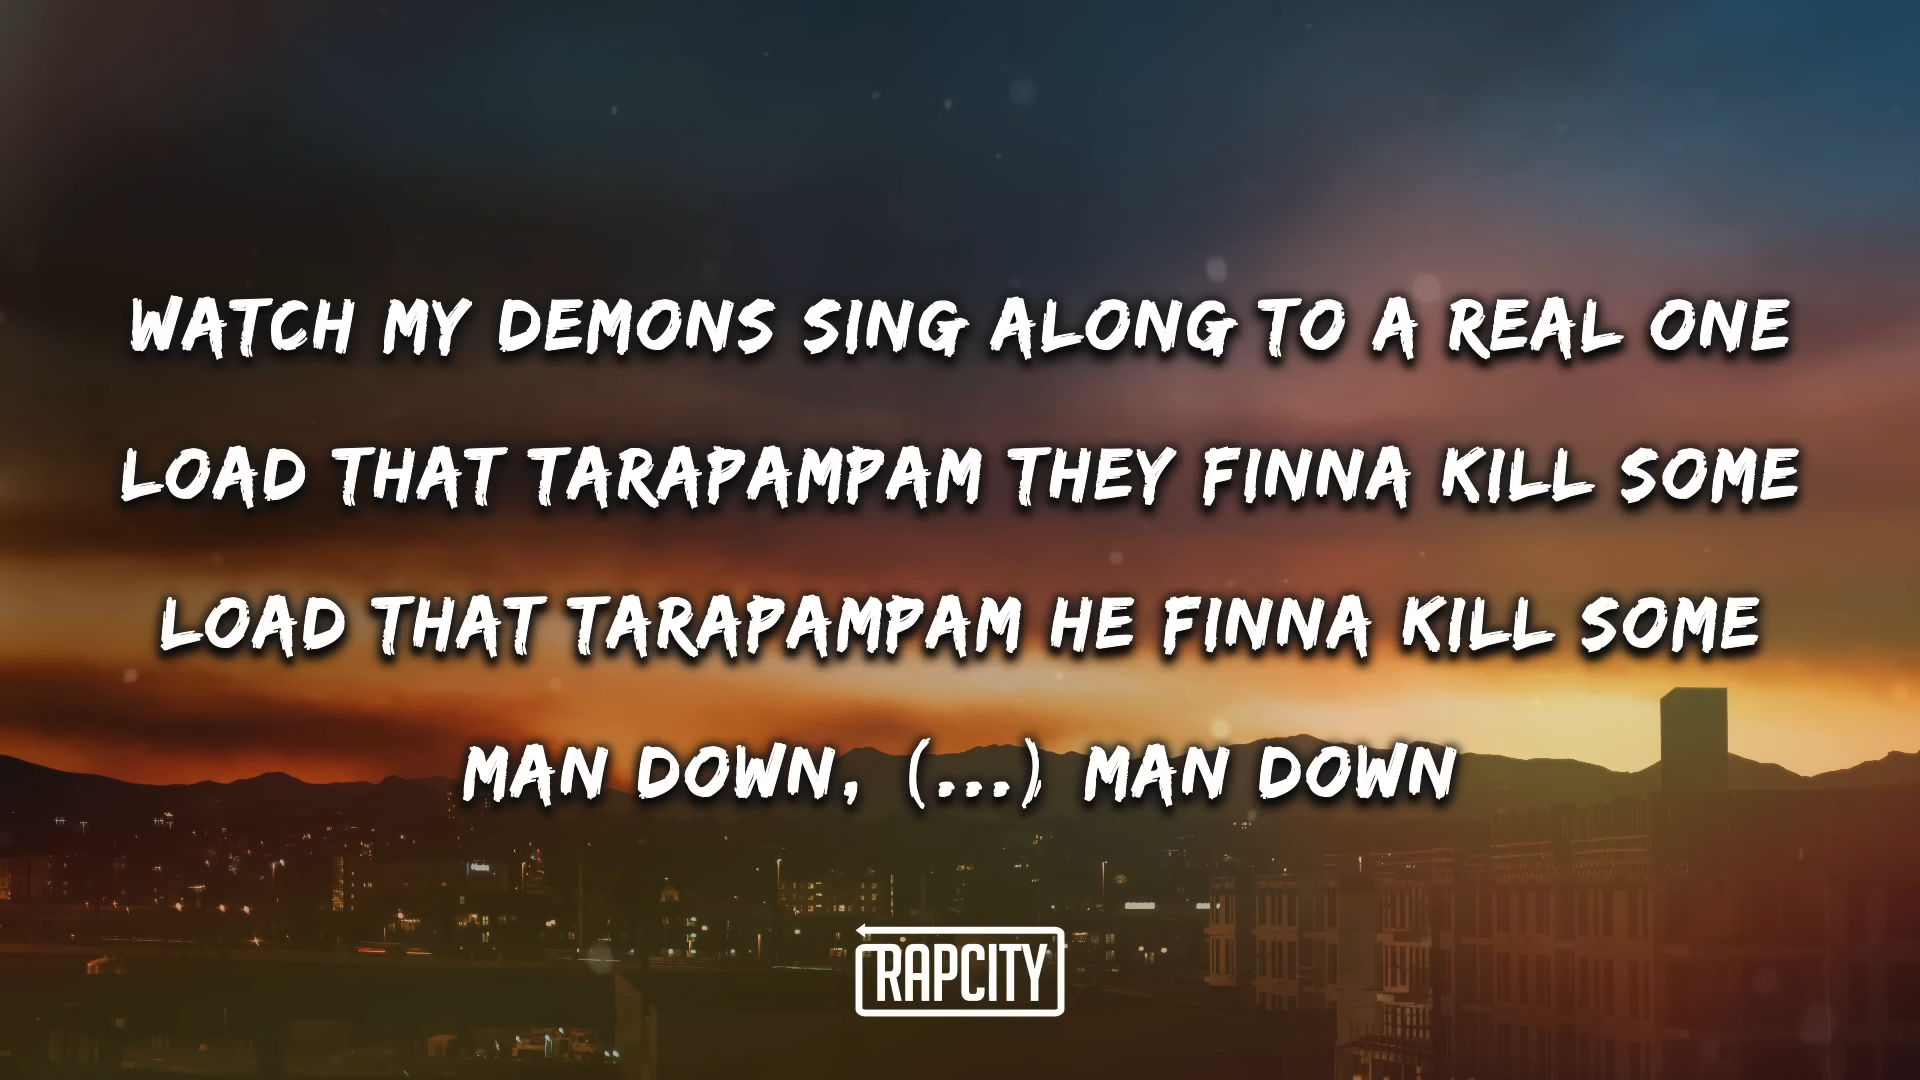 WATCH MY DEMONS SING ALONG TO A REAL ONE
LOAD THAT TARAPAMPAM THEY FINNA KILL SOME
LOAD THAT TARAPAMPAM HE FINNA KILL SOME
MAN DOWN, (...) MAN DOWN
RAPCITY